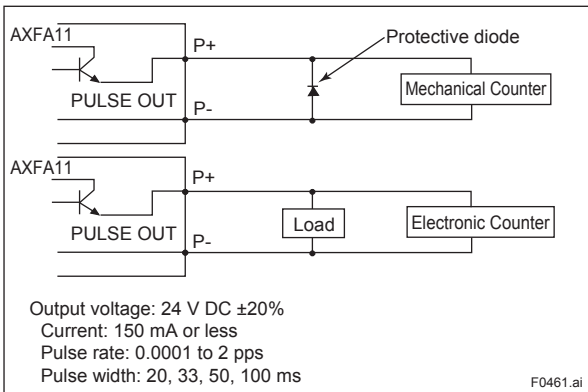 AXFA11
P+
Protective diode
Mechanical Counter
PULSE OUT
P-
AXFA11
P+
Load
Electronic Counter
PULSE OUT
P-
Output voltage: 24 V DC ±20%
Current: 150 mA or less
Pulse rate: 0.0001 to 2 pps
Pulse width: 20, 33, 50, 100 ms
F0461.ai